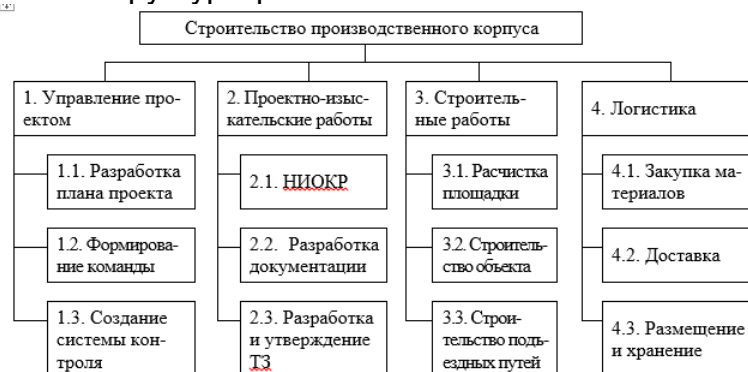 Строительство производственного корпуса
1. Управление про-
ектом
2. Проектно-изыс-
кательские работы
3. Строитель-
ные работы
4. Логистика
1.1. Разработка
плана проекта
2.1. НИОКР
3.1. Расчистка
площадки
4.1. Закупка ма-
териалов
1.2. Формирова-
ние команды
2.2. Разработка
документации
3.2. Строитель-
ство объекта
4.2. Доставка
1.3. Создание
системы кон-
троля
2.3. Разработка
и утверждение
ТЗ
3.3. Строи-
тельство подъ-
ездных путей
4.3. Размещение
и хранение